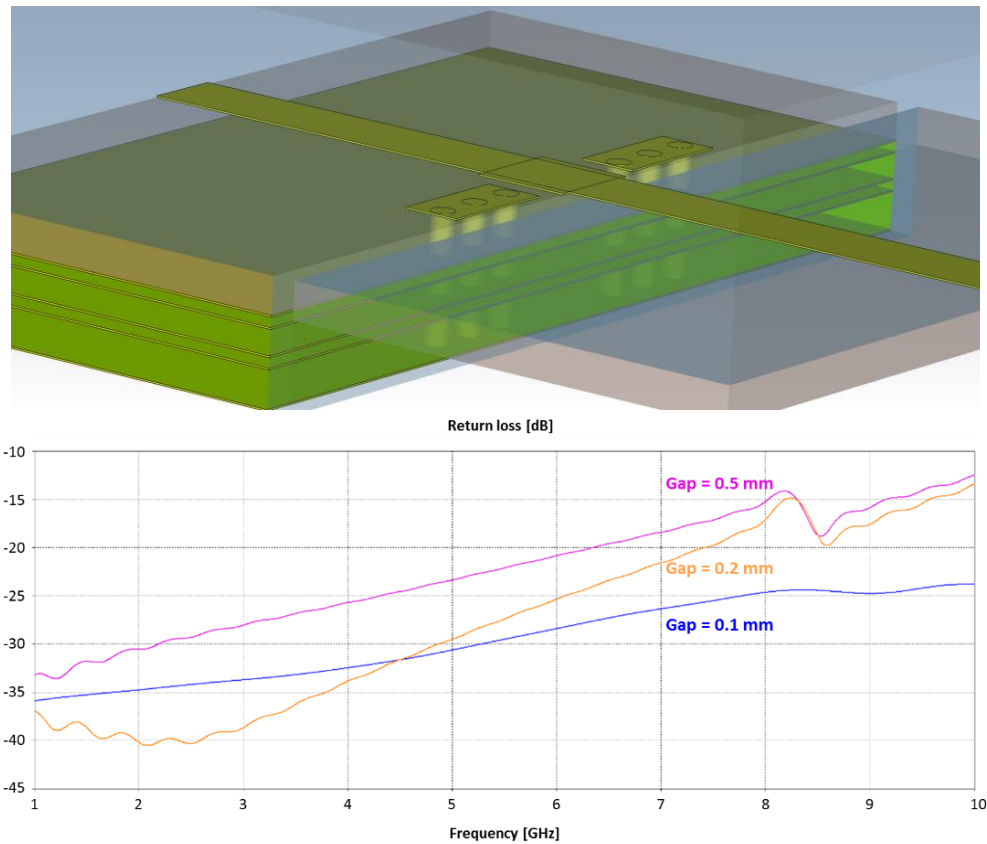 Return loss [dB]
-10
Gap = 0.5 mm
-15
-20
Gap = 0.2 mm
-25
Gap = 0.1 mm
-30
-35
-40
-45
1 2 3 4 5 6 7 8 9 10
Frequency [GHz]